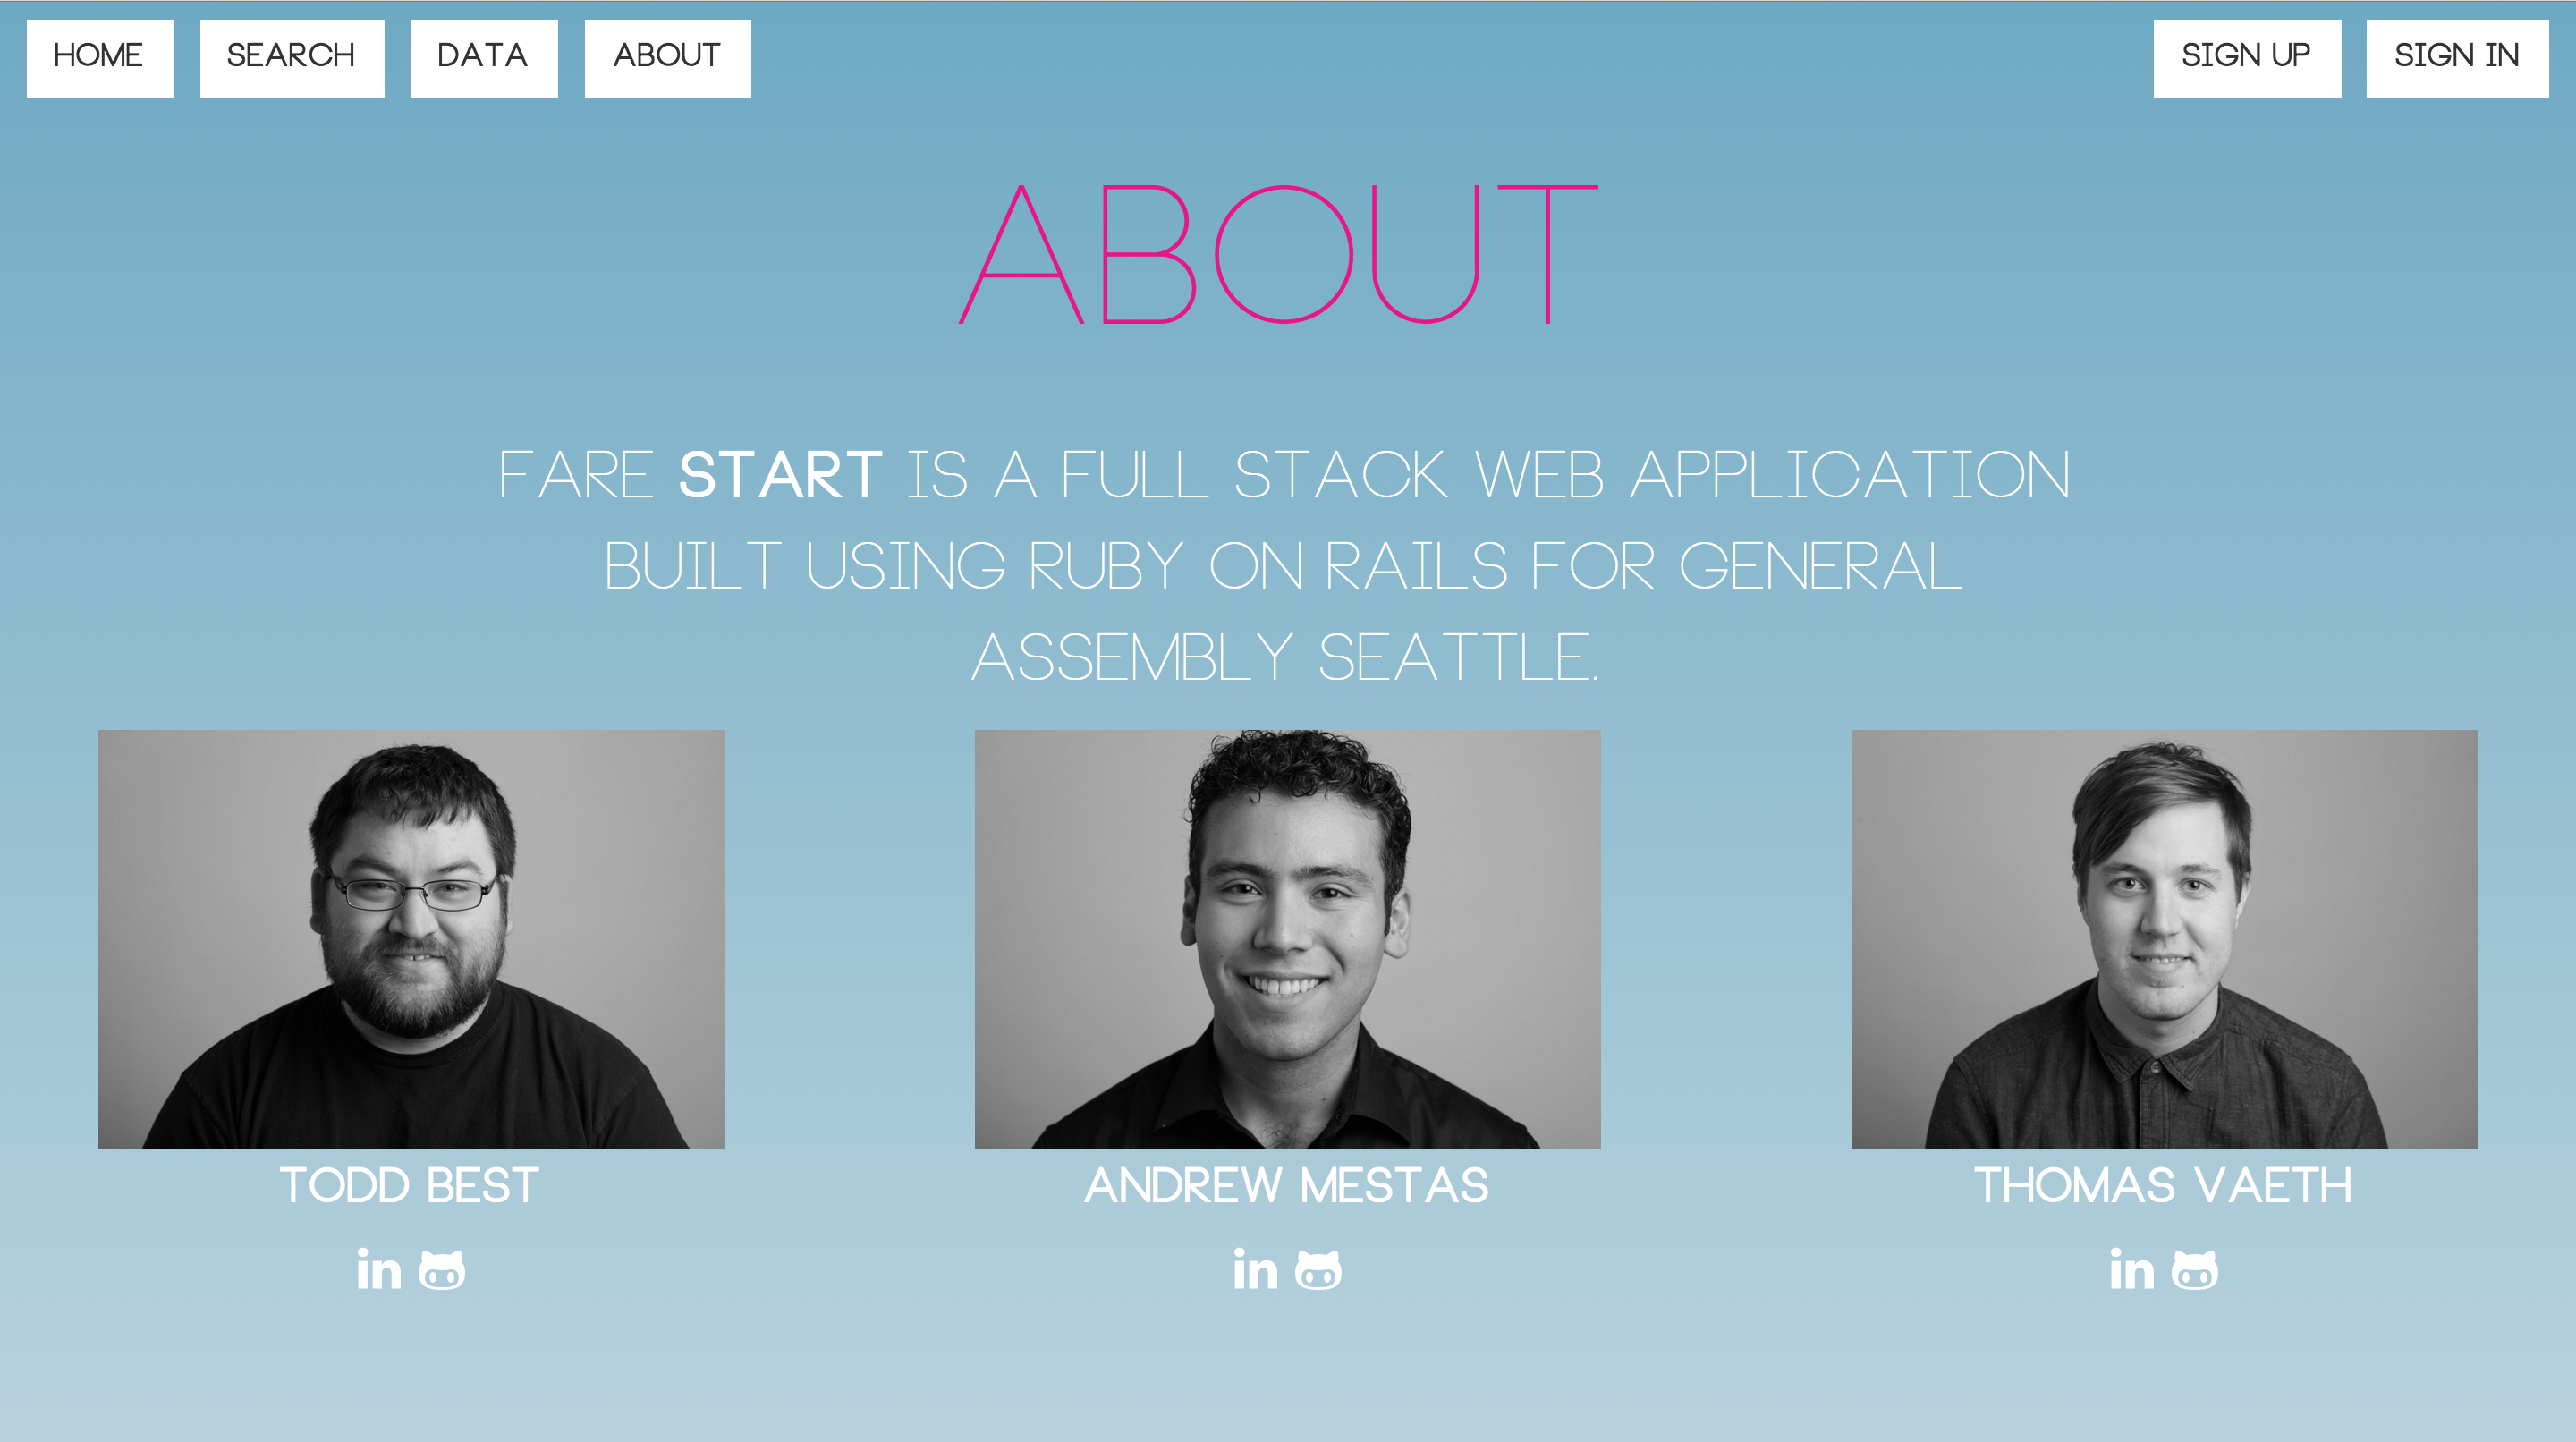 HOME SEARCH DATA ABOUT SIGN UP SIGN IN
ABOUT
FARE START IS A FULL STACK WEB APPLICATION
BUILT USING RUBY ON RAILS FOR GENERAL
ASSEMBLY SEATTLE.
TODD BEST ANDREW MESTAS THOMAS VAETH
in in in